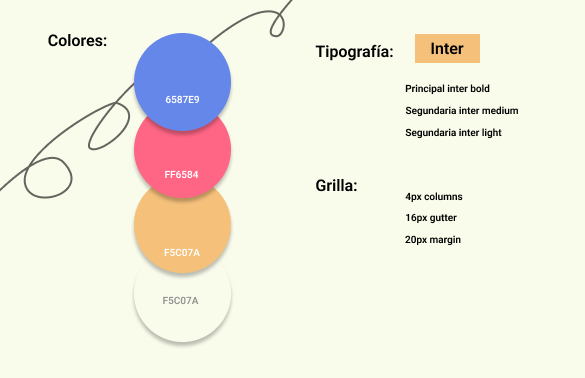 Colores:
6587E9
FF6584
F5C07A
F5C07A
Tipografía:
Inter
Principal inter bold
Segundaria inter medium
Segundaria inter light
Grilla:
4px columns
16px gutter
20px margin